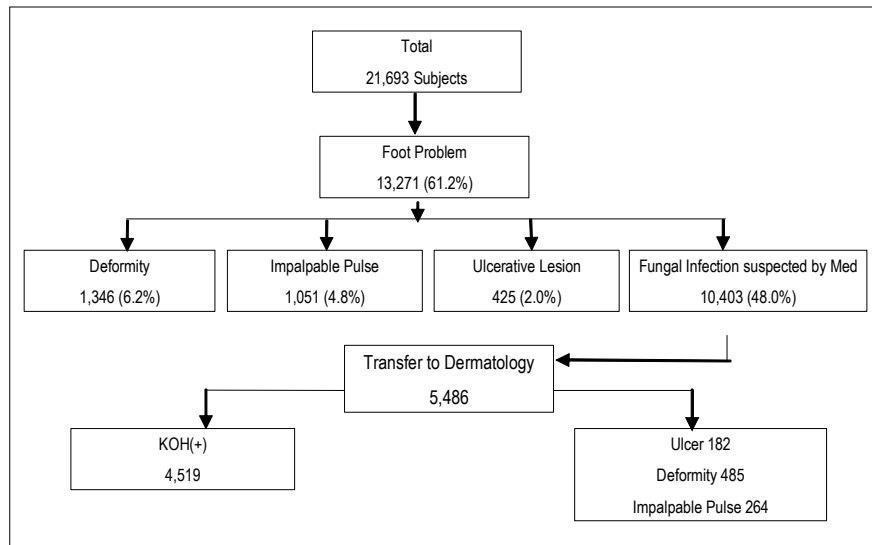 Total
21,693 Subjects
Foot Problem
13,271 (61.2%)
Deformity
1,346 (6.2%)
Impalpable Pulse
1,051 (4.8%)
Ulcerative Lesion
425 (2.0%)
Fungal Infection suspected by Med
10,403 (48.0%)
Transfer to Dermatology
5,486
KOH(+)
4,519
Ulcer 182
Deformity 485
Impalpable Pulse 264